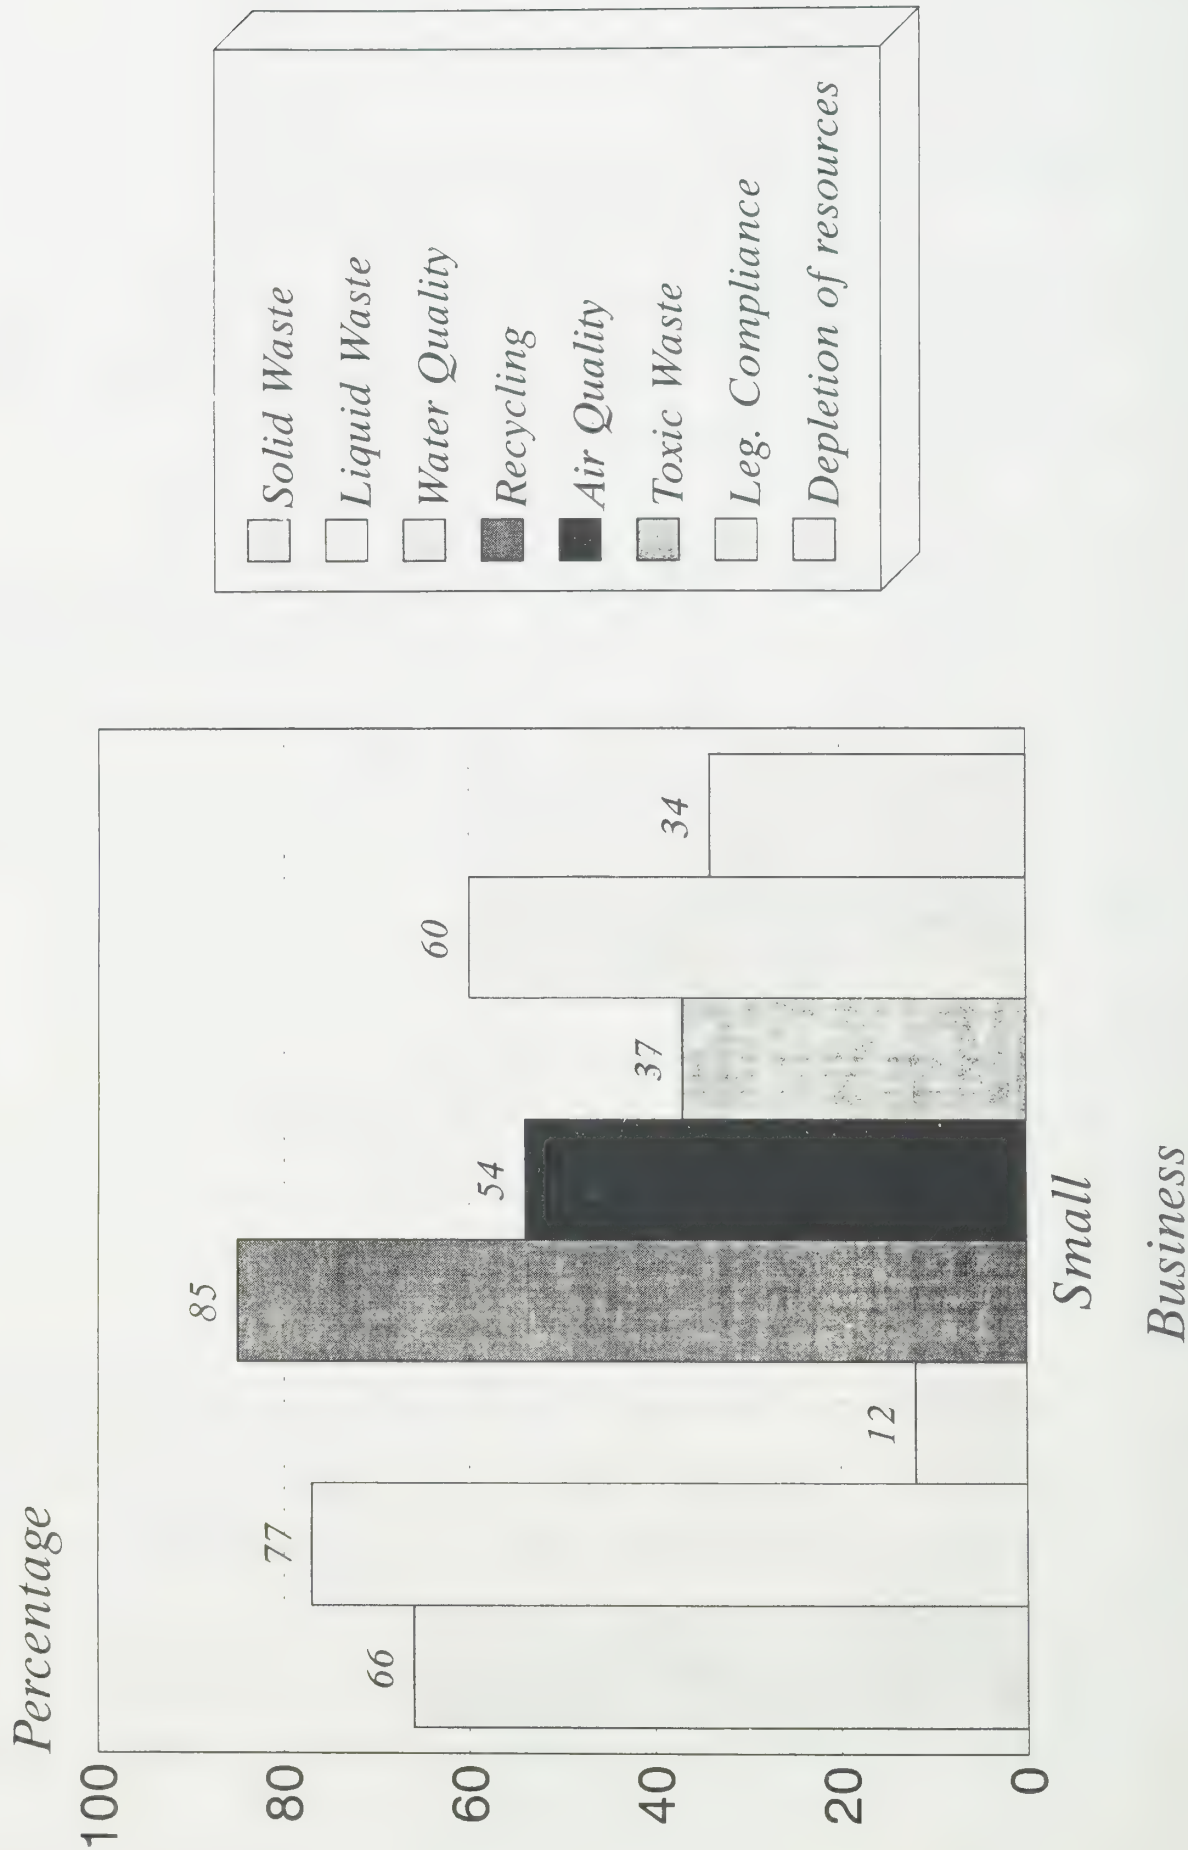 Percentage
100
80
60
40
20
0
66
77
12
85
54
37
60
34
Small
Business
Solid Waste
Liquid Waste
Water Quality
Recycling
Air Quality
Toxic Waste
Leg. Compliance
Depletion of resources